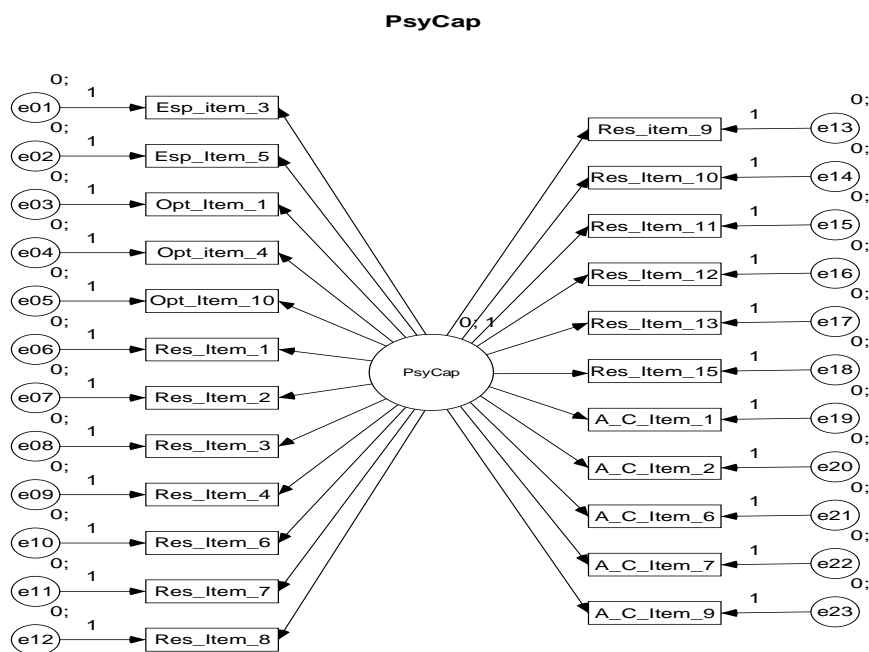 PsyCap
0;
e01 1 Esp_item_3
0;
e02 1 Esp_Item_5
0;
e03 1 Opt_Item_1
0;
e04 1 Opt_item_4
0;
e05 1 Opt_Item_10
0;
e06 1 Res_Item_1
0;
e07 1 Res_Item_2
0;
e08 1 Res_Item_3
0;
e09 1 Res_Item_4
0;
e10 1 Res_Item_6
0;
e11 1 Res_Item_7
0;
e12 1 Res_Item_8
0; 1
PsyCap
0;
Res_item_9 1 e13
0;
Res_Item_10 1 e14
0;
Res_Item_11 1 e15
0;
Res_Item_12 1 e16
0;
Res_Item_13 1 e17
0;
Res_Item_15 1 e18
0;
A_C_Item_1 1 e19
0;
A_C_Item_2 1 e20
0;
A_C_Item_6 1 e21
0;
A_C_Item_7 1 e22
0;
A_C_Item_9 1 e23